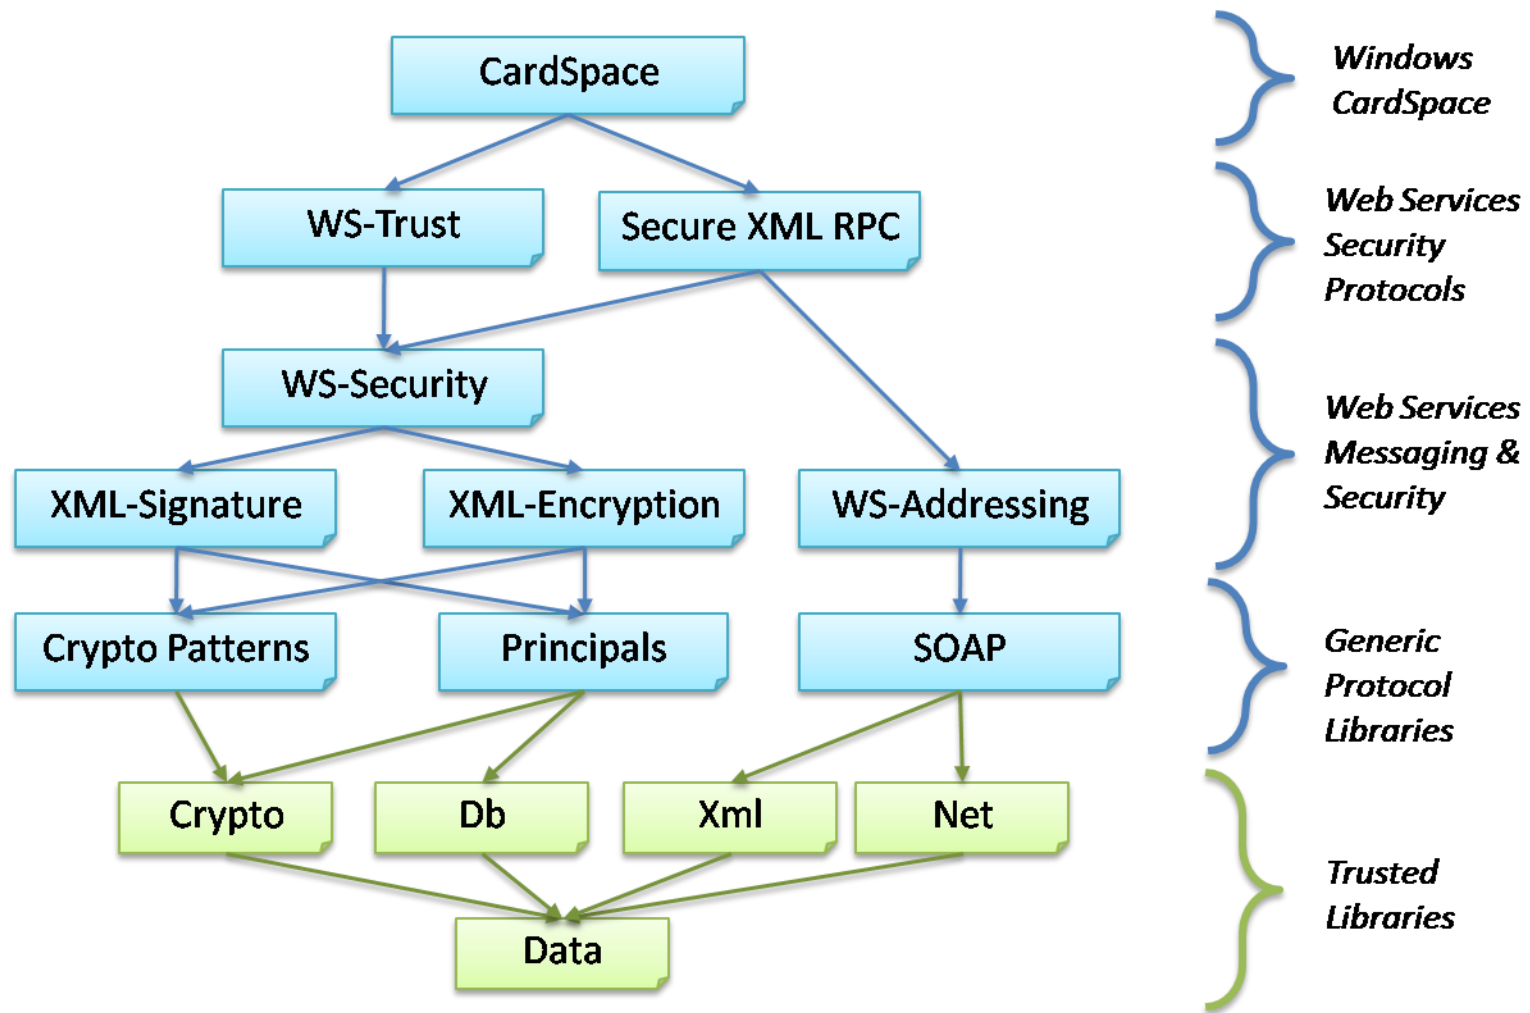 CardSpace
Windows
CardSpace
WS-Trust
Secure XML RPC
Web Services
Security
Protocols
WS-Security
Web Services
Messaging &
Security
XML-Signature
XML-Encryption
WS-Addressing
Crypto Patterns
Principals
SOAP
Generic
Protocol
Libraries
Crypto
Db
Xml
Net
Trusted
Libraries
Data